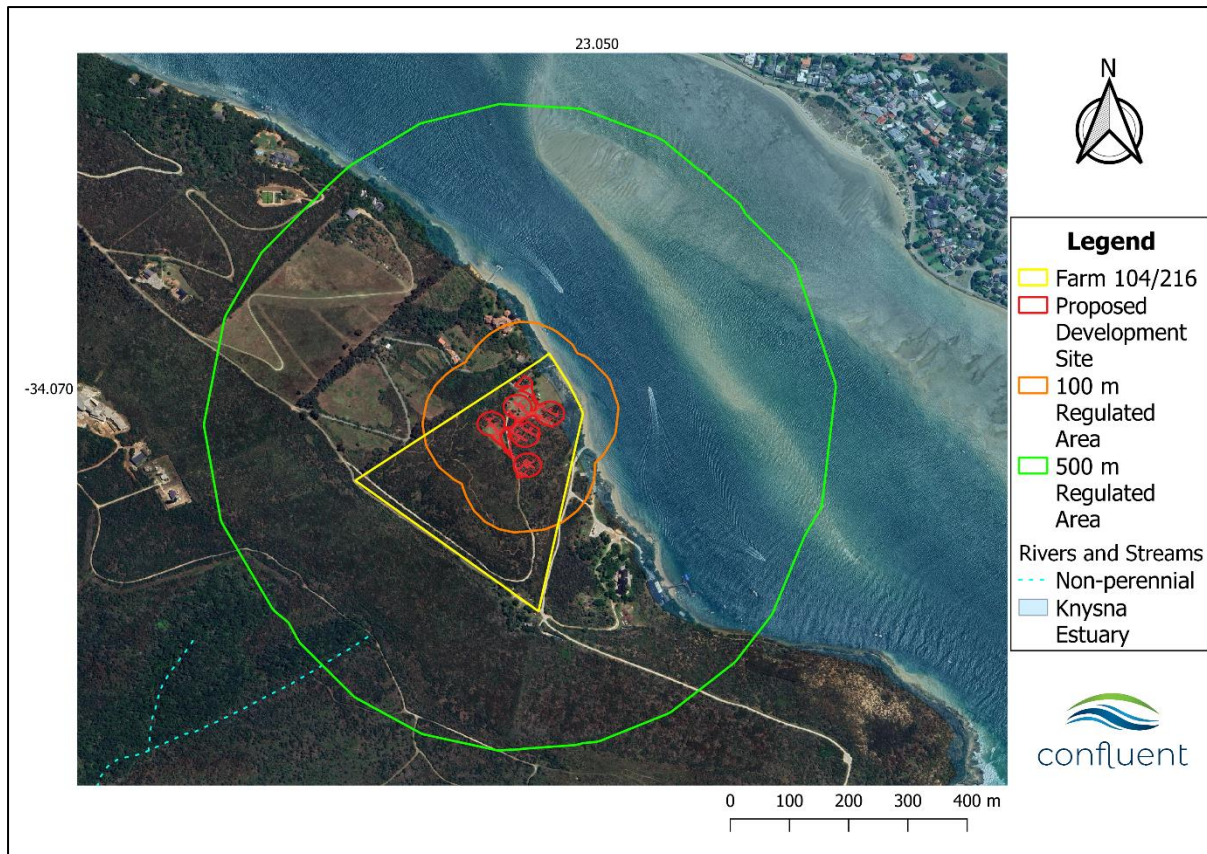 23.050
-34.070
N
Legend
Farm 104/216
Proposed
Development
Site
100 m
Regulated
Area
500 m
Regulated
Area
Rivers and Streams
Non-perennial
Knysna
Estuary
confluent
0 100 200 300 400 m